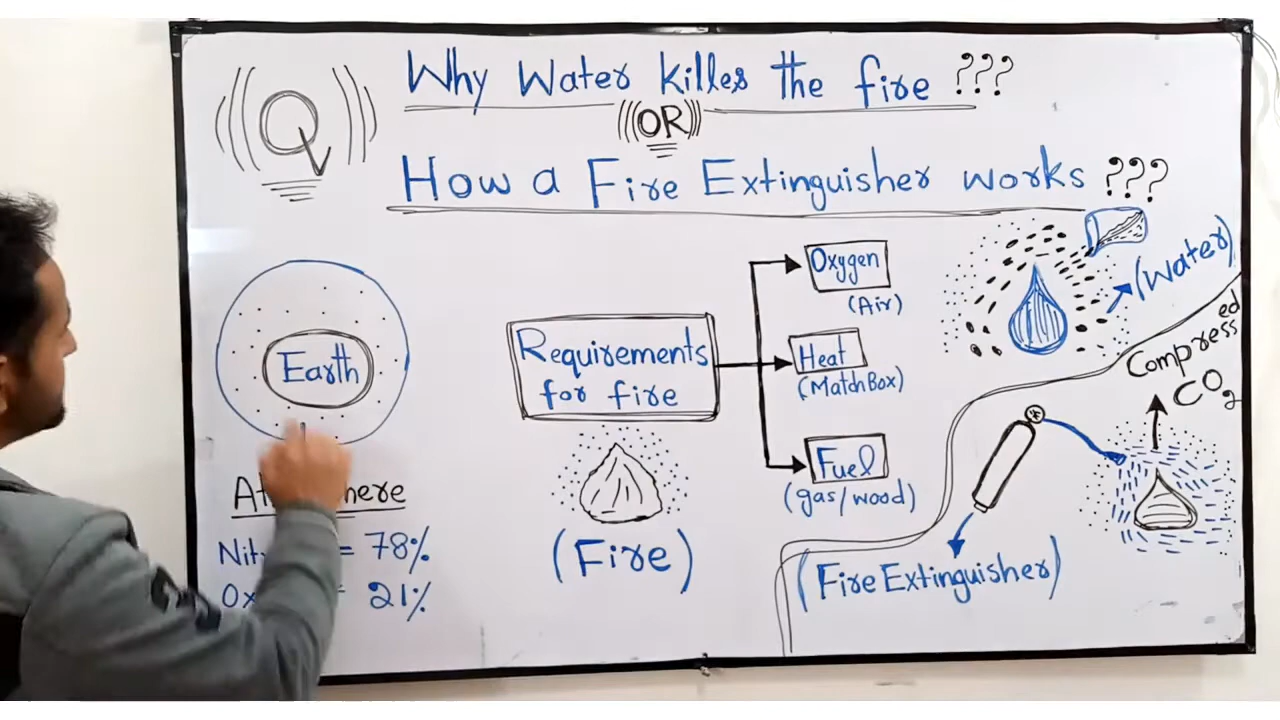 Q
Why Water killes the fire ???
OR
How a Fire Extinguisher works ???
Earth
78%
21%
Requirements
for fire
(Fire)
Oxygen
(Air)
Heat
(MatchBox)
Fuel
(gas/wood)
(Water)
Compressed
CO2
(Fire Extinguisher)